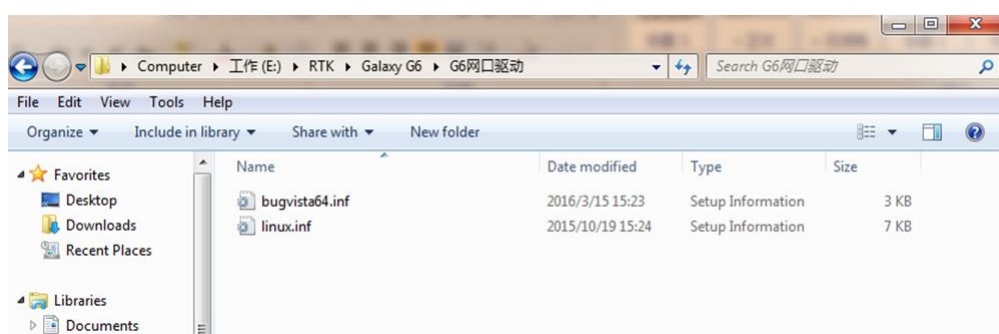 Computer ▸ 工作 (E:) ▸ RTK ▸ Galaxy G6 ▸ G6网口驱动
Search G6网口驱动
File Edit View Tools Help
Organize Include in library Share with New folder
Name Date modified Type Size
Favorites
Desktop bugvista64.inf 2016/3/15 15:23 Setup Information 3 KB
Downloads linux.inf 2015/10/19 15:24 Setup Information 7 KB
Recent Places
Libraries
Documents